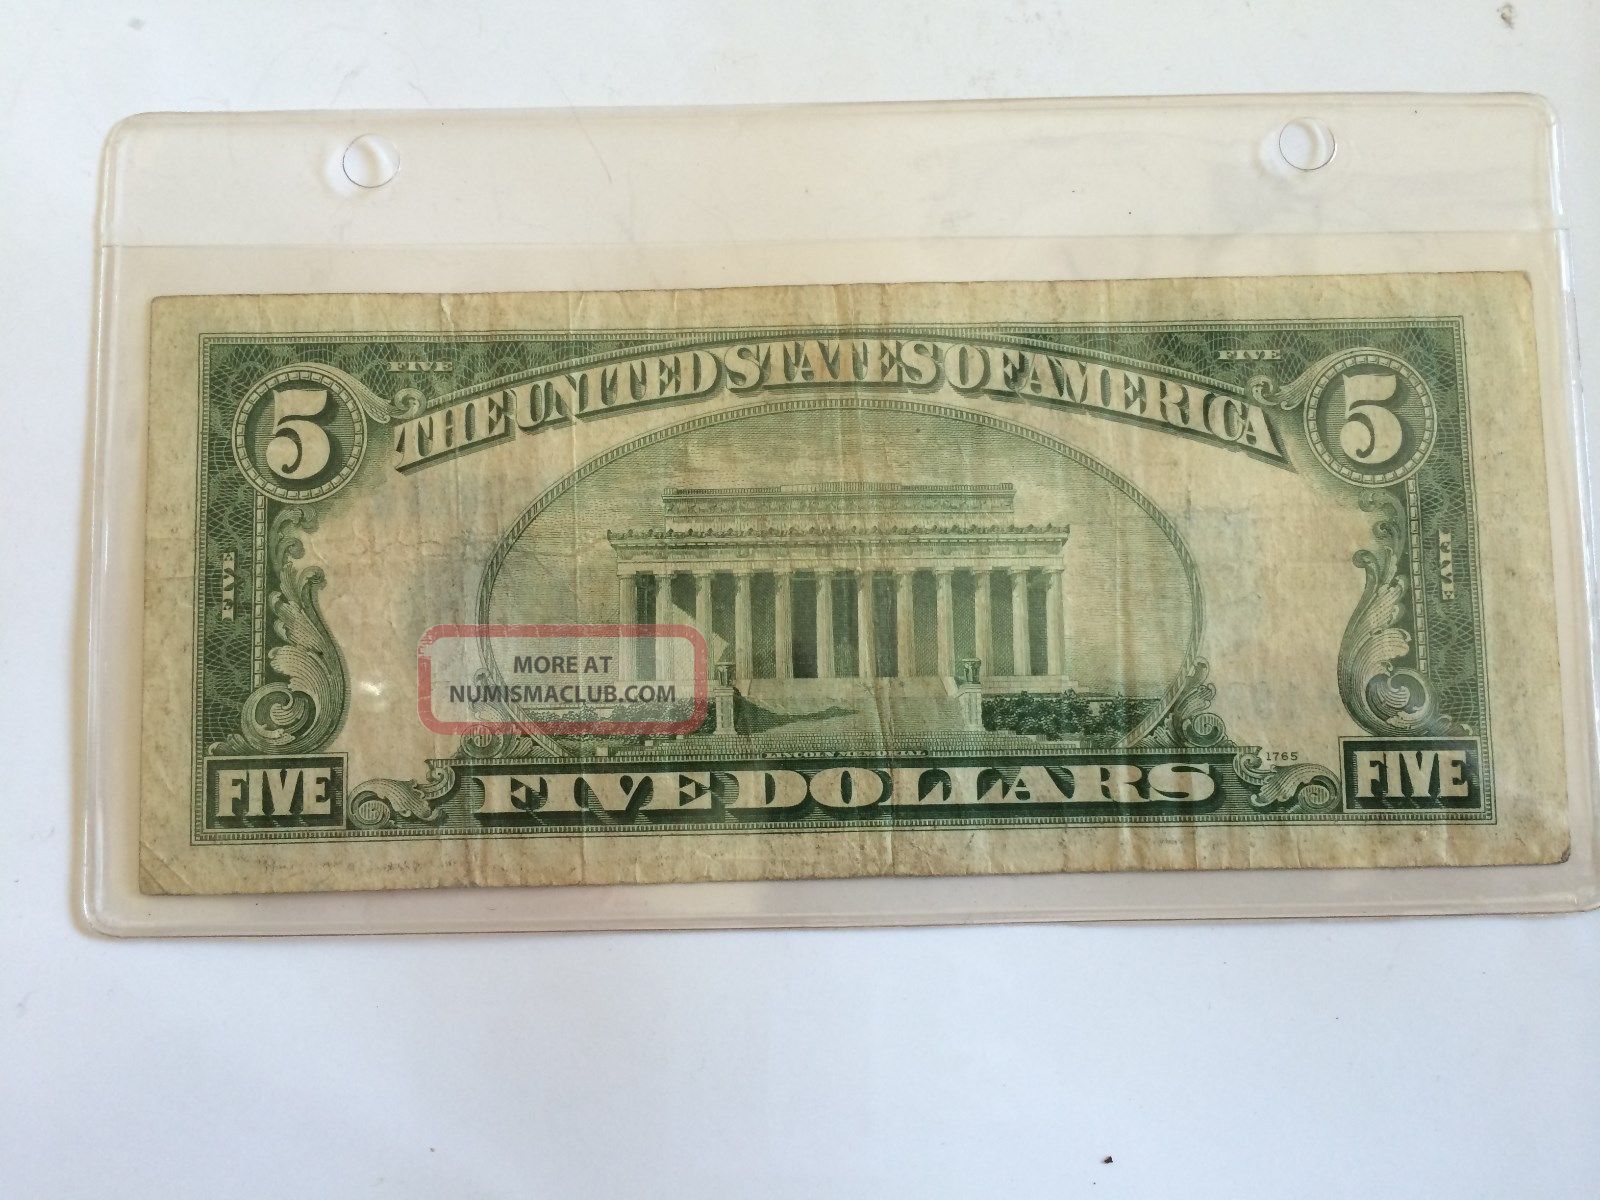 FIVE
FIVE
5
THE UNITED STATES OF AMERICA
5
FIVE
FIVE
MORE AT
NUMISMACLUB.COM
LINCOLN MEMORIAL
1765
FIVE
FIVE DOLLARS
FIVE